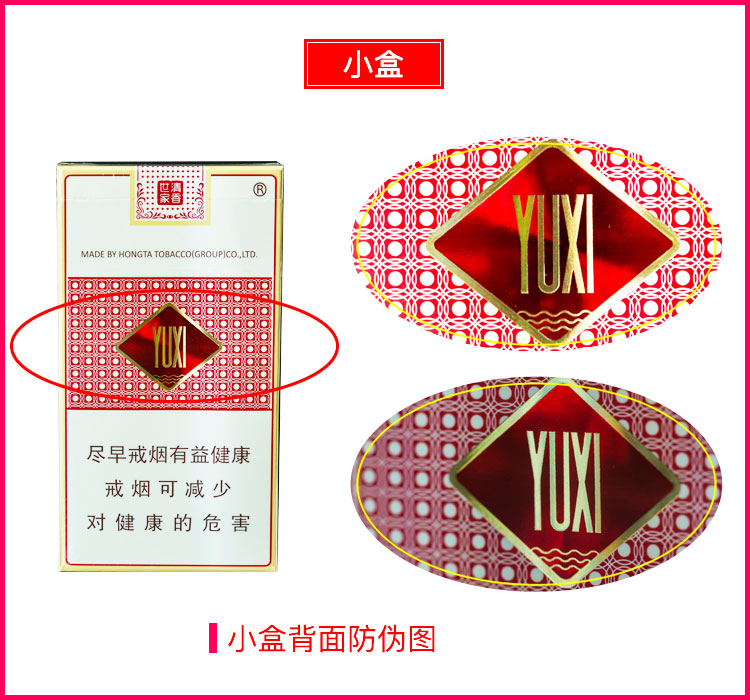 小盒
清香
世家
®
MADE BY HONGTA TOBACCO(GROUP)CO.,LTD.
YUXI
尽早戒烟有益健康
戒烟可减少
对健康的危害
YUXI
YUXI
小盒背面防伪图